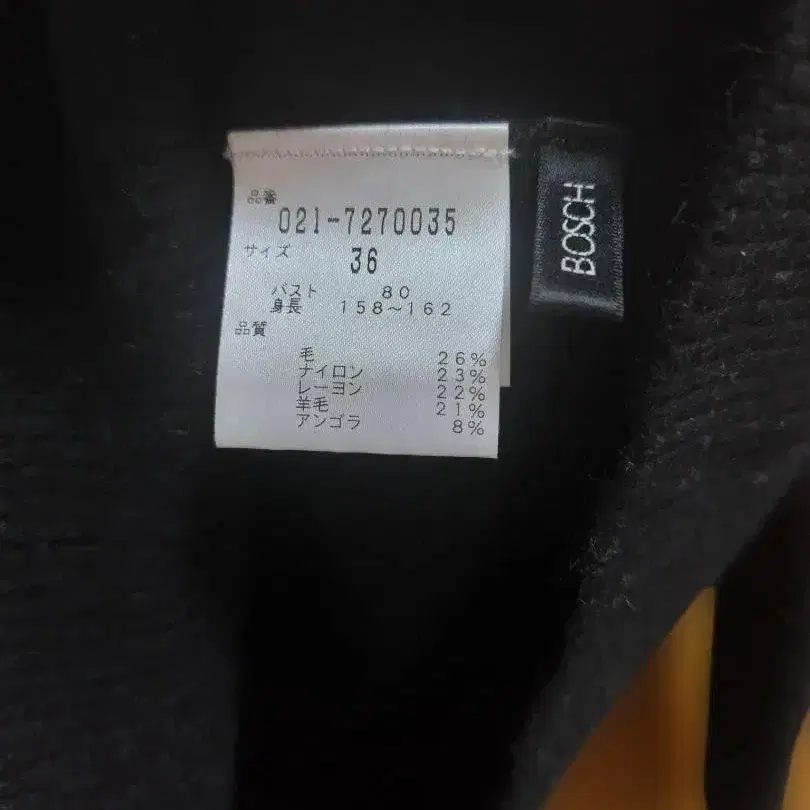 品番
021-7270035
サイズ
36
バスト 80
身長 158～162
品質
毛 26%
ナイロン 23%
レーヨン 22%
羊毛 21%
アンゴラ 8%
BOSCH